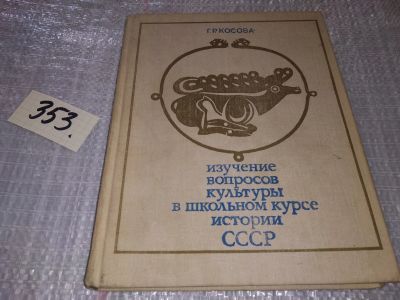 Г.Р.КОСОВА
353.
изучение
вопросов
культуры
в школьном курсе
истории
СССР